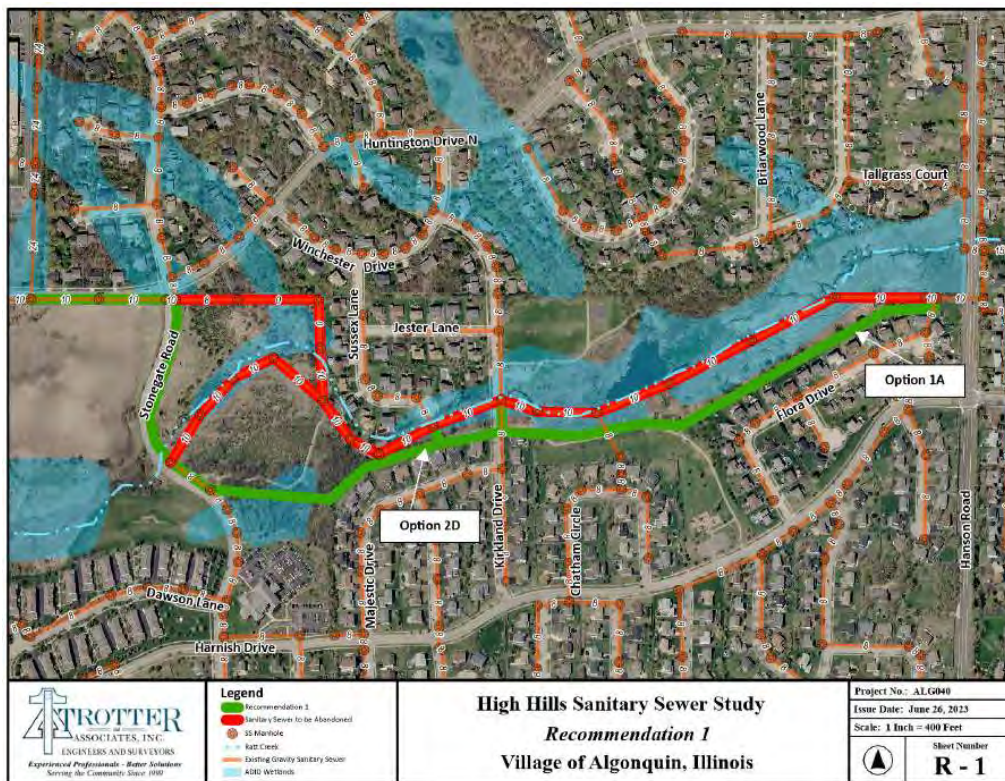 Huntington Drive N
Briarwood Lane
Tallgrass Court
Winchester Drive
Sussex Lane
Jester Lane
Stonegate Road
Option 1A
Flora Drive
Option 2D
Kirkland Drive
Chatham Circle
Majestic Drive
Hanson Road
Dawson Lane
Harnish Drive
TROTTER
and
ASSOCIATES, INC.
ENGINEERS AND SURVEYORS
Experienced Professionals - Better Solutions
Serving the Community Since 1999
Legend
Recommendation 1
Sanitary Sewer to be Abandoned
SS Manhole
Ratt Creek
Existing Gravity Sanitary Sewer
ADID Wetlands
High Hills Sanitary Sewer Study
Recommendation 1
Village of Algonquin, Illinois
Project No.: ALG040
Issue Date: June 26, 2023
Scale: 1 Inch = 400 Feet
Sheet Number
R - 1